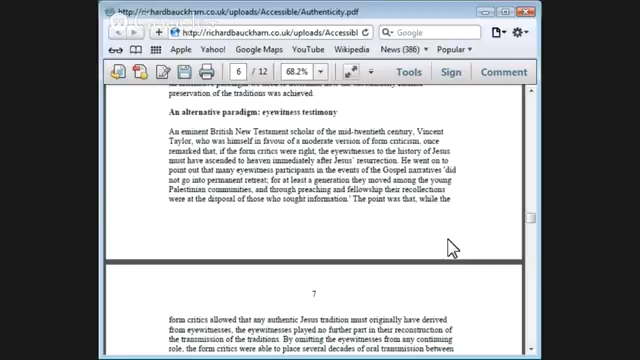 http://richardbauckham.co.uk/uploads/Accessible/Authenticity.pdf
http://richardbauckham.co.uk/uploads/Accessibl
Apple Yahoo! Google Maps YouTube Wikipedia News (386) Popular
6 / 12 68.2% Tools Sign Comment
preservation of the traditions was achieved.
An alternative paradigm: eyewitness testimony
An eminent British New Testament scholar of the mid-twentieth century, Vincent
Taylor, who was himself in favour of a moderate version of form criticism, once
remarked that, if the form critics were right, the eyewitnesses to the history of Jesus
must have ascended to heaven immediately after Jesus' resurrection. He went on to
point out that many eyewitness participants in the events of the Gospel narratives 'did
not go into permanent retreat; for at least a generation they moved among the young
Palestinian communities, and through preaching and fellowship their recollections
were at the disposal of those who sought information.' The point was that, while the
7
form critics allowed that any authentic Jesus tradition must originally have derived
from eyewitnesses, the eyewitnesses played no further part in their reconstruction of
the transmission of the traditions. By omitting the eyewitnesses from any continuing
role, the form critics were able to place several decades of oral transmission between